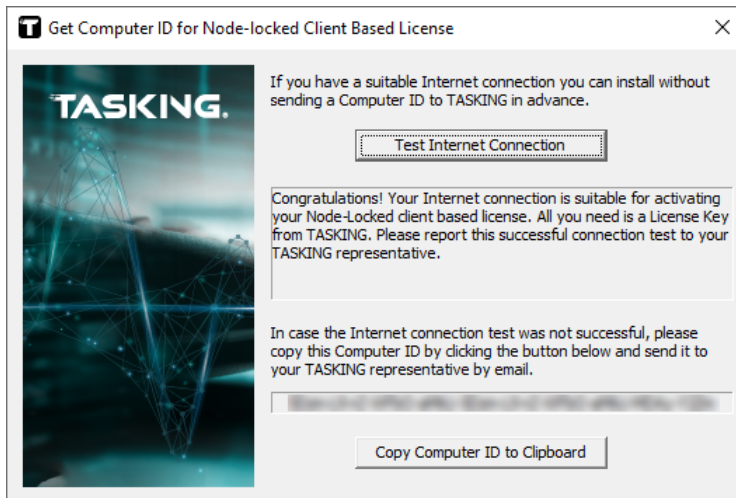 Get Computer ID for Node-locked Client Based License
TASKING.
If you have a suitable Internet connection you can install without
sending a Computer ID to TASKING in advance.
Test Internet Connection
Congratulations! Your Internet connection is suitable for activating
your Node-Locked client based license. All you need is a License Key
from TASKING. Please report this successful connection test to your
TASKING representative.
In case the Internet connection test was not successful, please
copy this Computer ID by clicking the button below and send it to
your TASKING representative by email.
Copy Computer ID to Clipboard